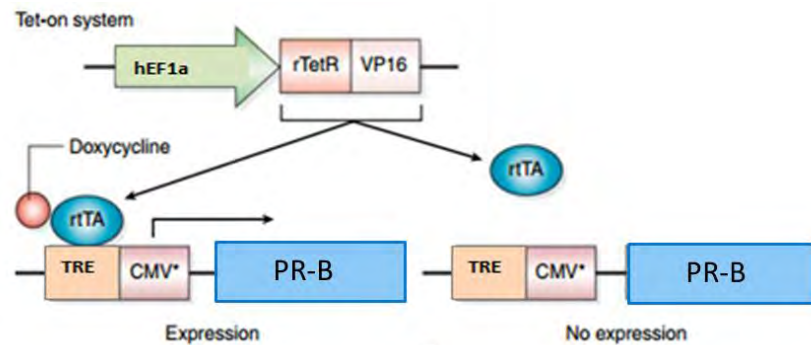 Tet-on system
hEF1a
rTetR VP16
Doxycycline
rtTA
rtTA
TRE CMV* PR-B TRE CMV* PR-B
Expression No expression